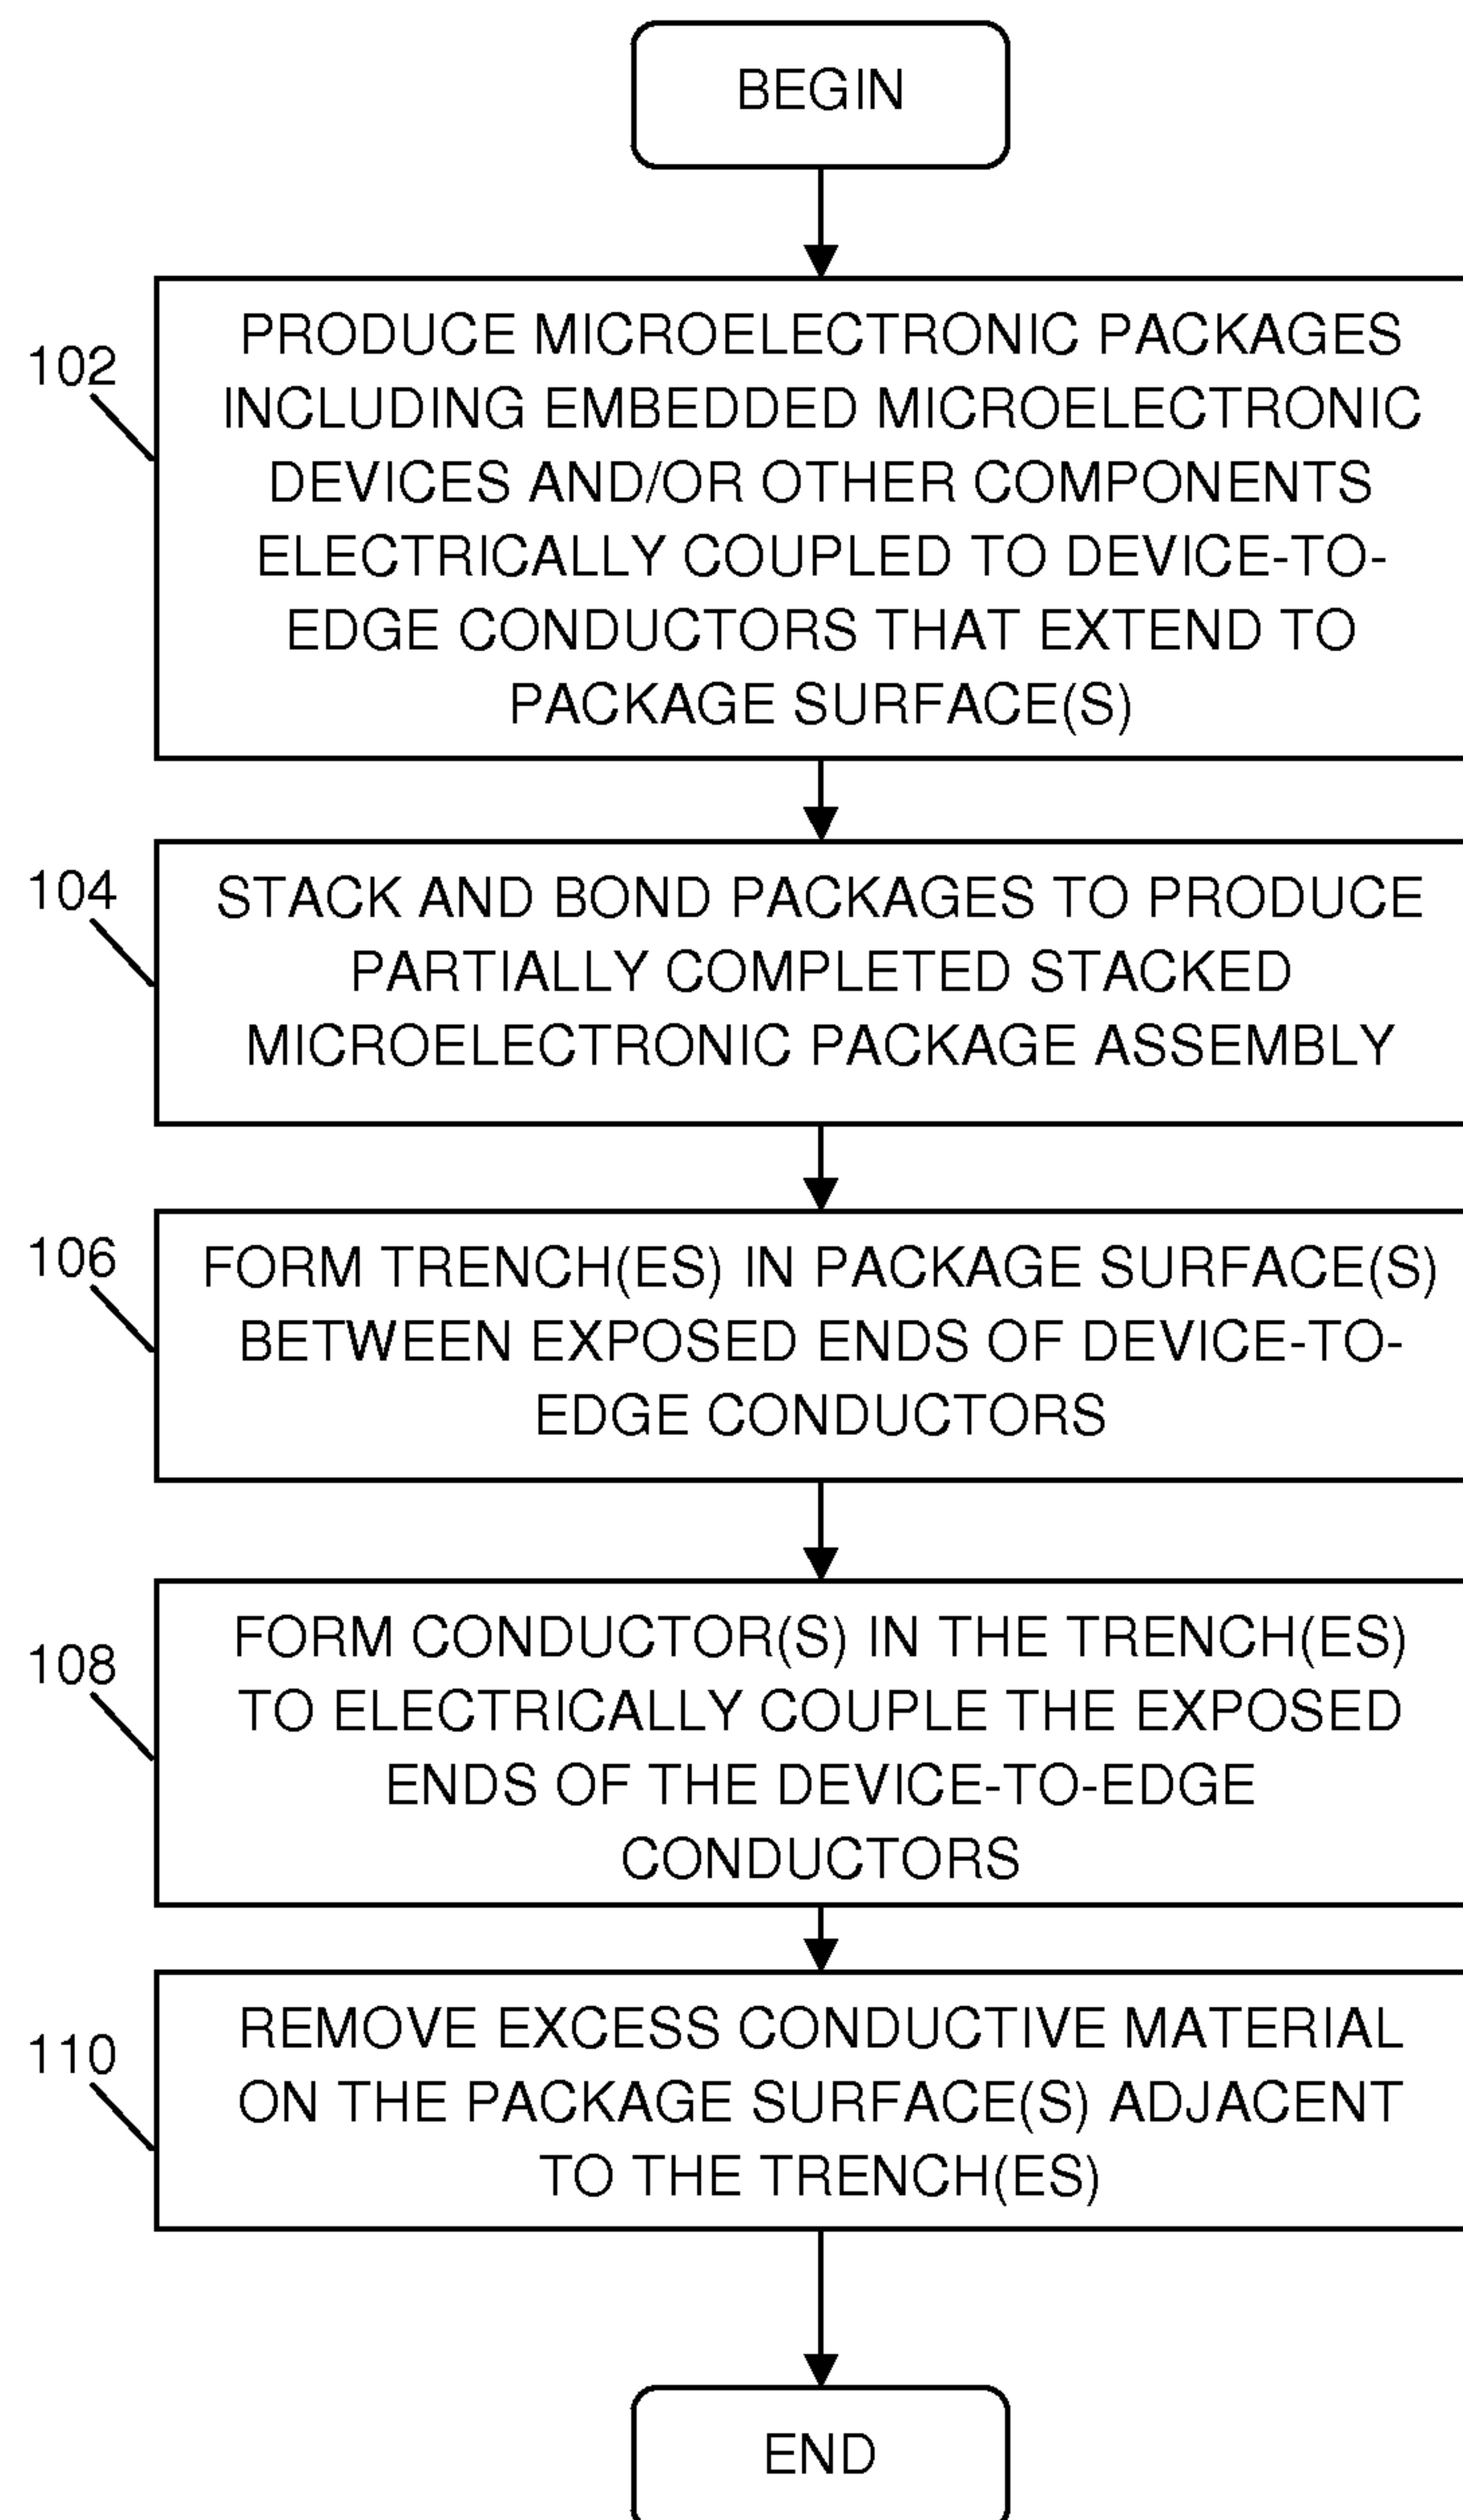 BEGIN
102
PRODUCE MICROELECTRONIC PACKAGES
INCLUDING EMBEDDED MICROELECTRONIC
DEVICES AND/OR OTHER COMPONENTS
ELECTRICALLY COUPLED TO DEVICE-TO-
EDGE CONDUCTORS THAT EXTEND TO
PACKAGE SURFACE(S)
104
STACK AND BOND PACKAGES TO PRODUCE
PARTIALLY COMPLETED STACKED
MICROELECTRONIC PACKAGE ASSEMBLY
106
FORM TRENCH(ES) IN PACKAGE SURFACE(S)
BETWEEN EXPOSED ENDS OF DEVICE-TO-
EDGE CONDUCTORS
108
FORM CONDUCTOR(S) IN THE TRENCH(ES)
TO ELECTRICALLY COUPLE THE EXPOSED
ENDS OF THE DEVICE-TO-EDGE
CONDUCTORS
110
REMOVE EXCESS CONDUCTIVE MATERIAL
ON THE PACKAGE SURFACE(S) ADJACENT
TO THE TRENCH(ES)
END